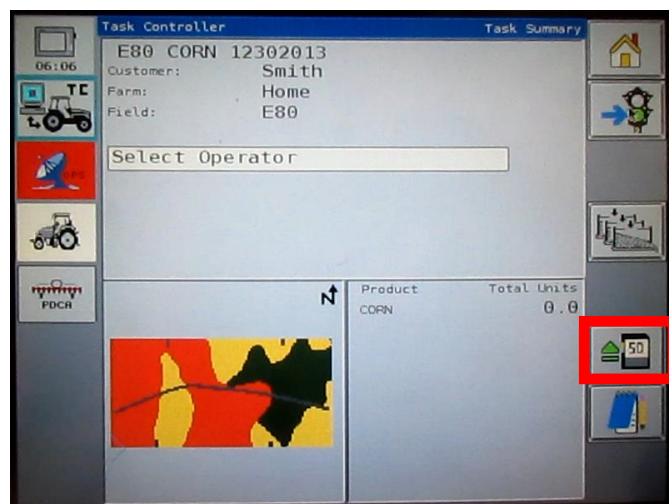 Task Controller
Task Summary
06:06
E80 CORN 12302013
Customer: Smith
Farm: Home
Field: E80
TC
Select Operator
GPS
PDCA
N
Product Total Units
CORN 0.0
SD